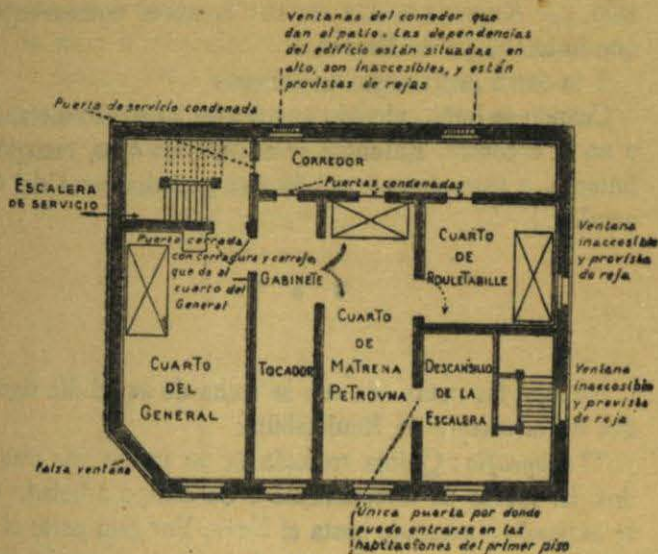 Ventanas del comedor que
dan al patio. Las dependencias
del edificio están situadas en
alto, son inaccesibles, y están
provistas de rejas
Puerta de servicio condenada
CORREDOR
Puertas condenadas
ESCALERA
DE SERVICIO
Puerta cerrada
con cerradura y cerrojo,
que da al
cuarto del
General
GABINETE
CUARTO
DE
ROULETABILLE
Ventana
inaccesible
y provista
de reja
CUARTO
DEL
GENERAL
TOCADOR
CUARTO
DE
MATRENA
PETROVNA
DESCANSILLO
DE LA
ESCALERA
Ventana
inaccesible
y provista
de reja
Falsa ventana
Única puerta por donde
puede entrarse en las
habitaciones del primer piso